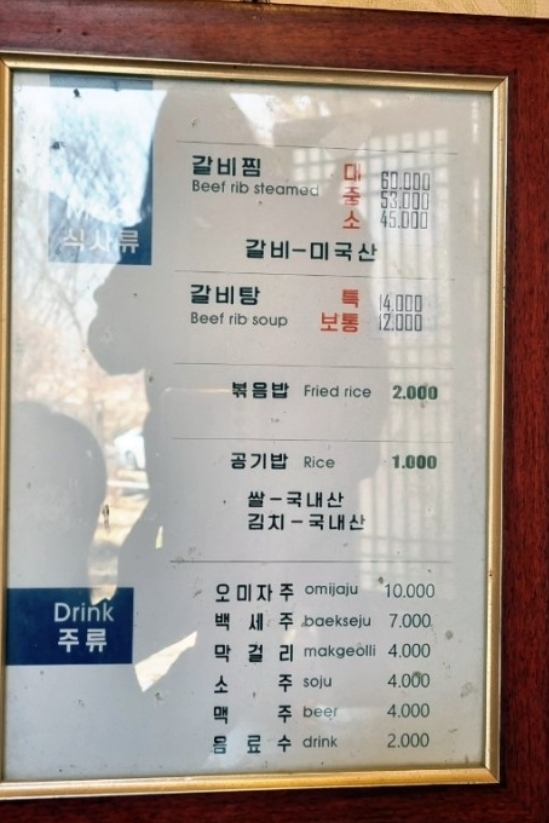 식사류
갈비찜 대 60.000
Beef rib steamed 중 53.000
소 45.000
갈비-미국산
갈비탕 특 14.000
Beef rib soup 보통 12.000
볶음밥 Fried rice 2.000
공기밥 Rice 1.000
쌀-국내산
김치-국내산
Drink
주류
오미자주 omijaju 10.000
백세주 baekseju 7.000
막걸리 makgeolli 4.000
소주 soju 4.000
맥주 beer 4.000
음료수 drink 2.000